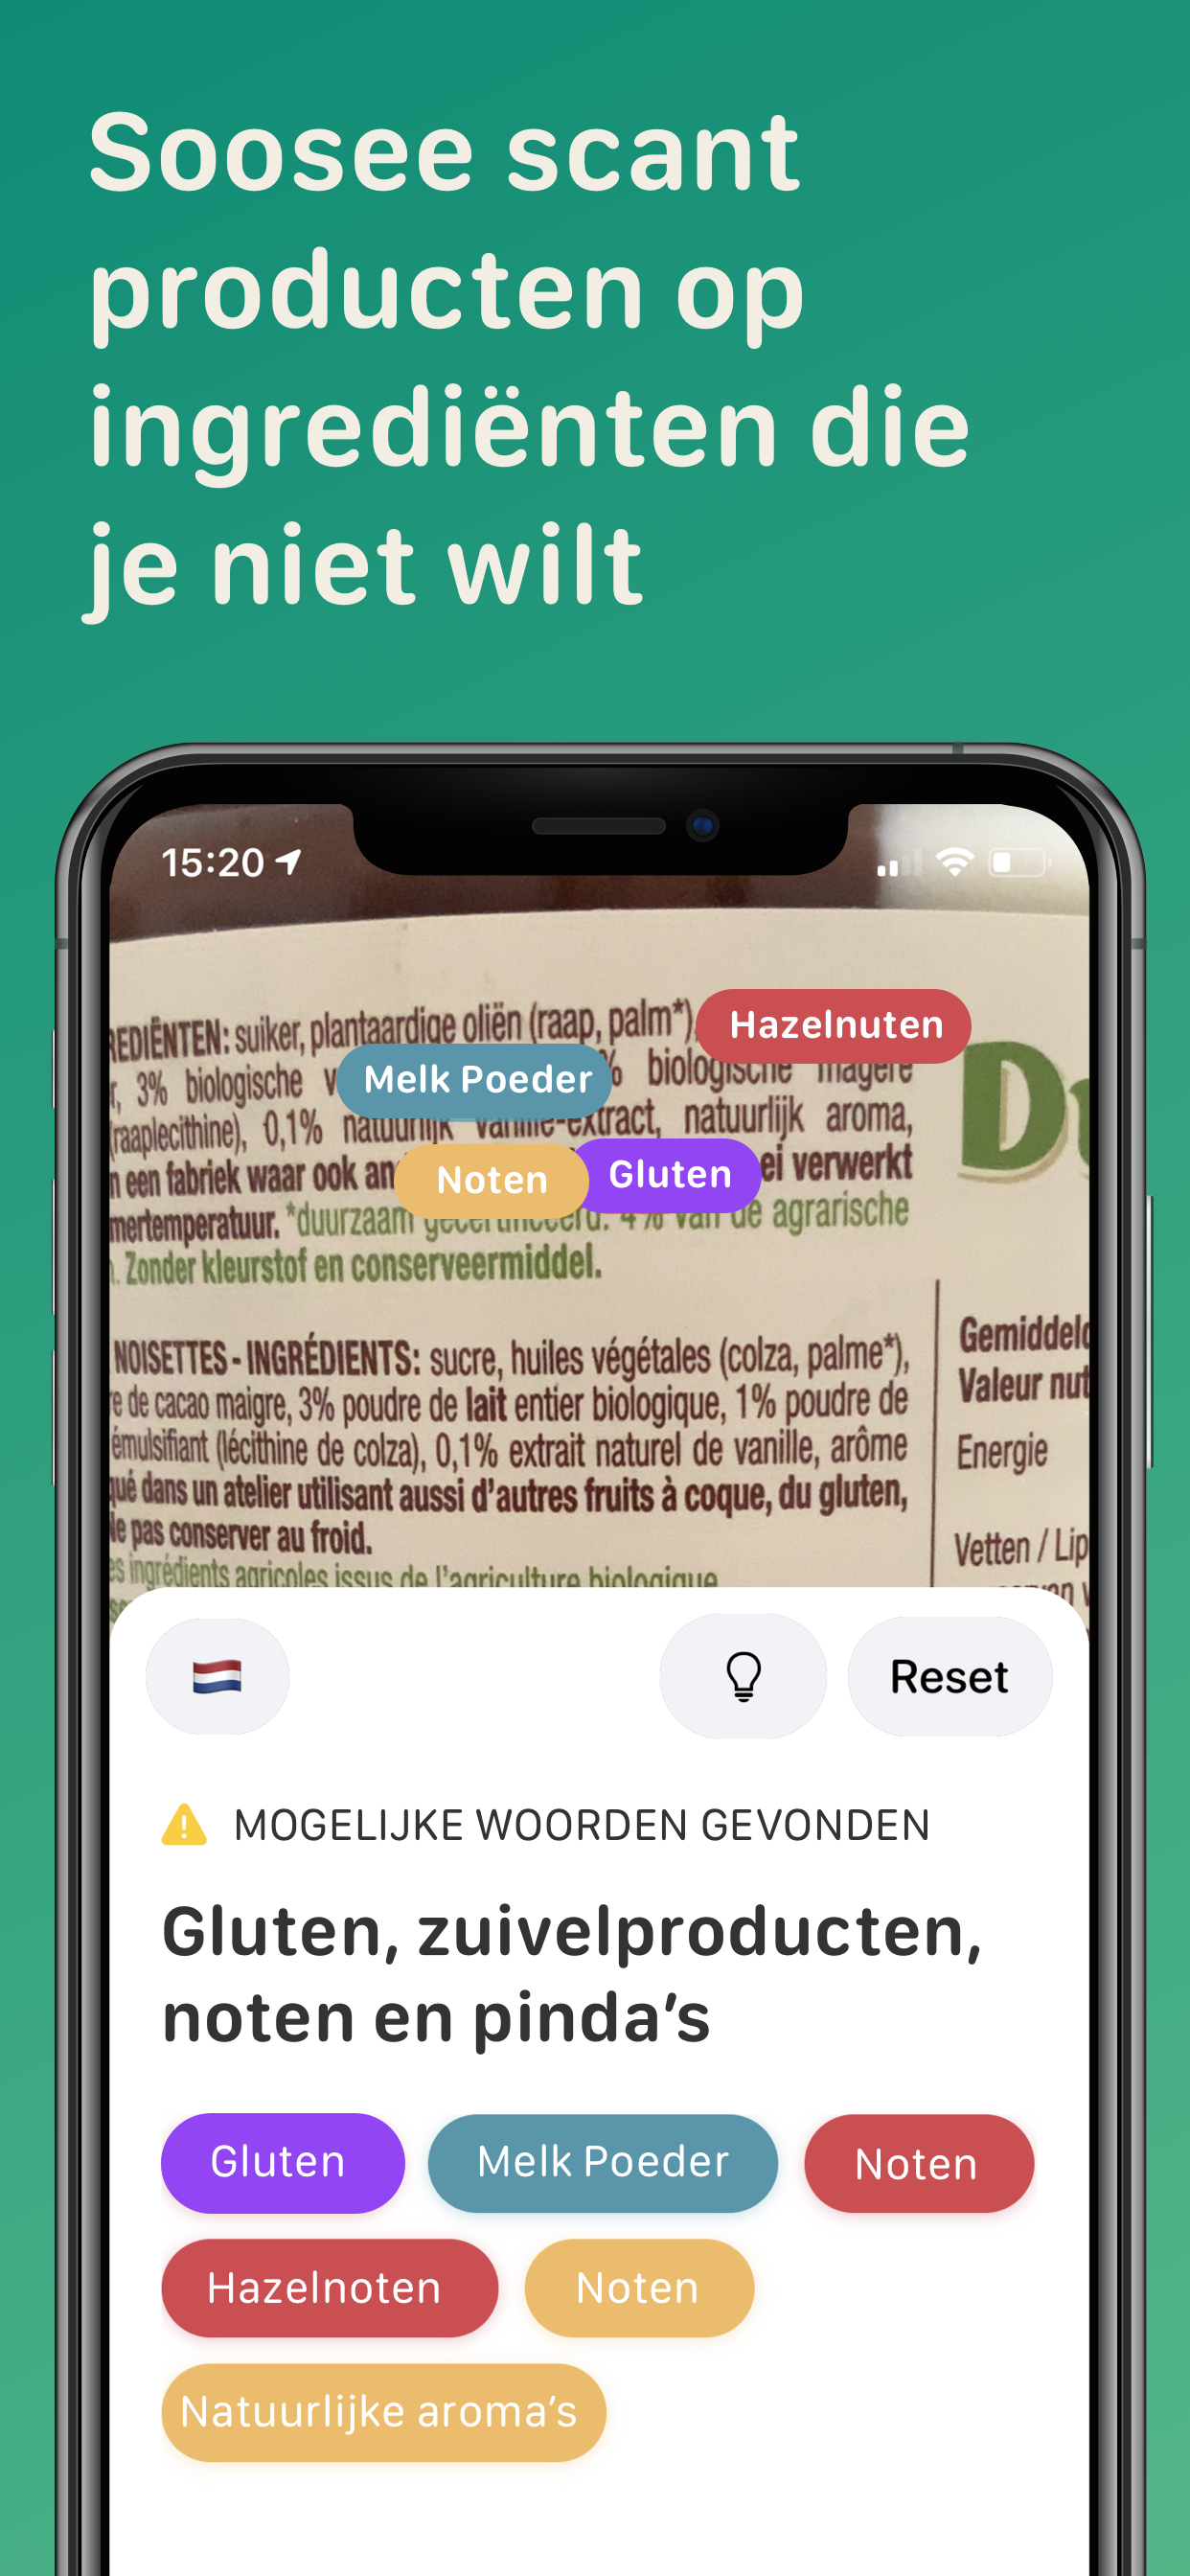 Soosee scant
producten op
ingrediënten die
je niet wilt
15:20
REDIËNTEN: suiker, plantaardige oliën (raap, palm*),
Hazelnuten
3% biologische
Melk Poeder
% biologische magere
(raaplecithine), 0,1% natuurlijk vanille-extract, natuurlijk aroma,
een fabriek waar ook
Noten
Gluten
ei verwerkt
mertemperatuur. *duurzaam gecertificeerd. 4% van de agrarische
Zonder kleurstof en conserveermiddel.
Du
NOISETTES - INGRÉDIENTS: sucre, huiles végétales (colza, palme*),
de cacao maigre, 3% poudre de lait entier biologique, 1% poudre de
émulsifiant (lécithine de colza), 0,1% extrait naturel de vanille, arôme
qué dans un atelier utilisant aussi d'autres fruits à coque, du gluten,
Ne pas conserver au froid.
es ingrédients agricoles issus de l'agriculture biologique
Gemiddeld
Valeur nut
Energie
Vetten / Lip
Reset
MOGELIJKE WOORDEN GEVONDEN
Gluten, zuivelproducten,
noten en pinda's
Gluten
Melk Poeder
Noten
Hazelnoten
Noten
Natuurlijke aroma's